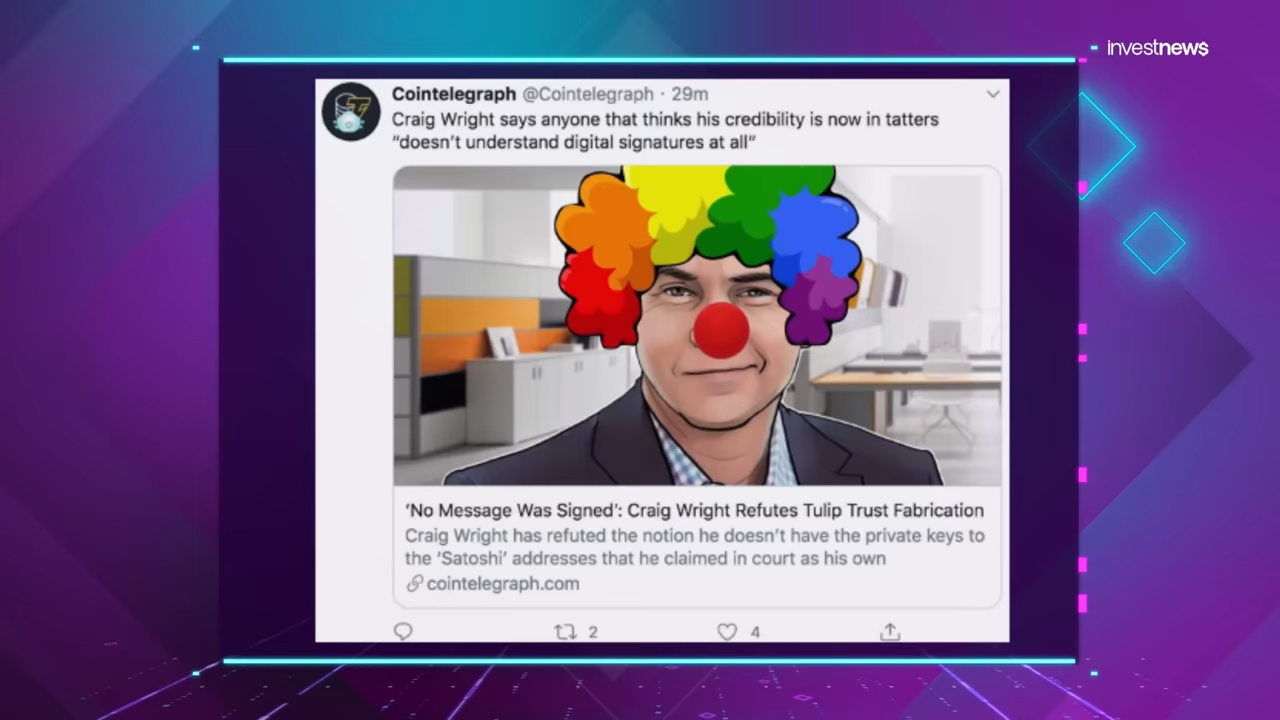 investnews
Cointelegraph @Cointelegraph · 29m
Craig Wright says anyone that thinks his credibility is now in tatters
“doesn’t understand digital signatures at all”
‘No Message Was Signed’: Craig Wright Refutes Tulip Trust Fabrication
Craig Wright has refuted the notion he doesn’t have the private keys to
the ‘Satoshi’ addresses that he claimed in court as his own
cointelegraph.com
2 4